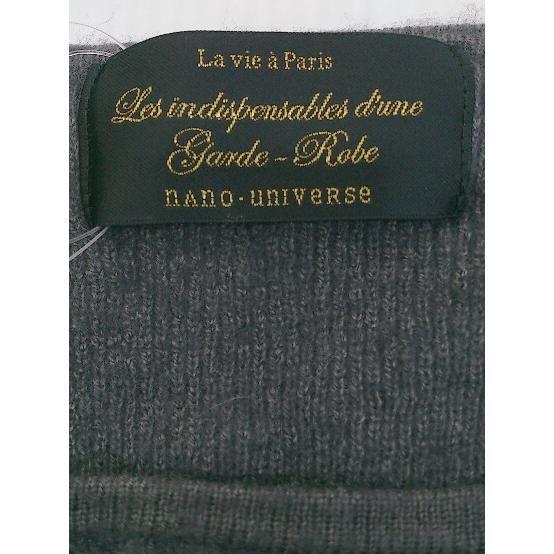 La vie à Paris
Les indispensables d'une
Garde-Robe
nano·universe